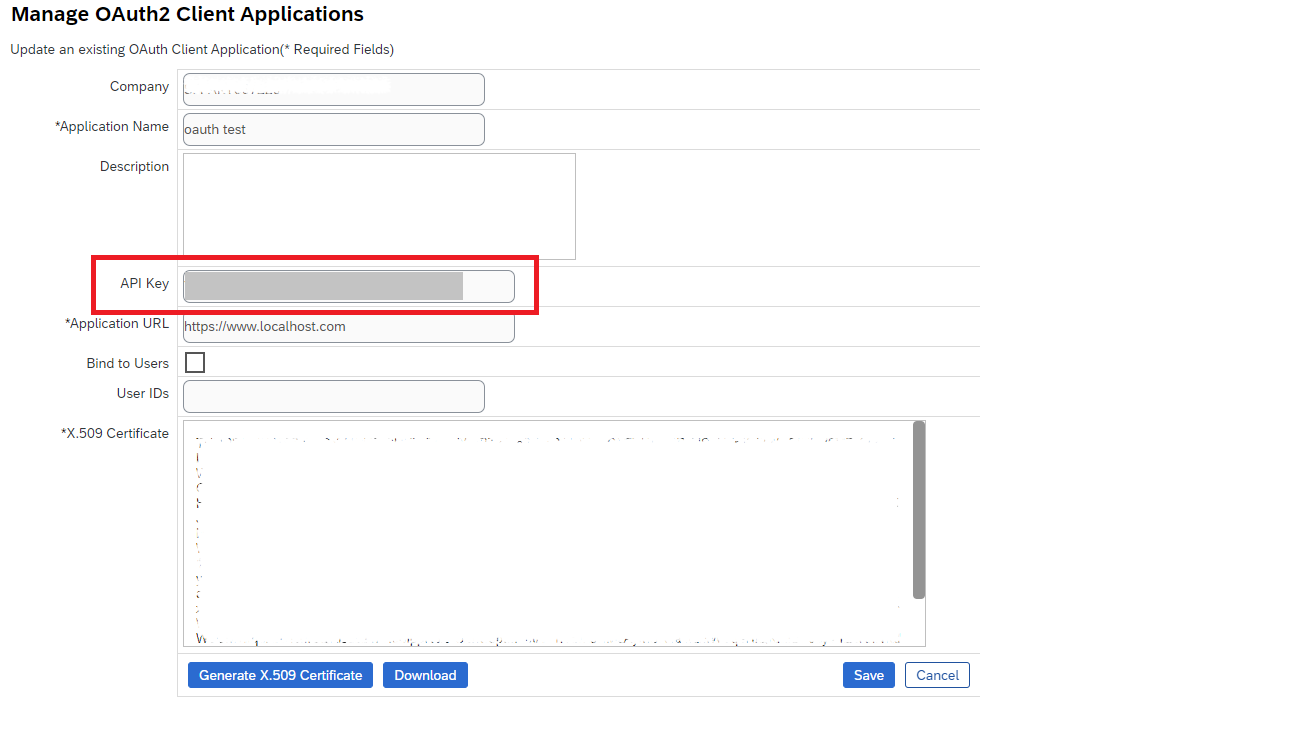 Manage OAuth2 Client Applications
Update an existing OAuth Client Application(* Required Fields)
Company
*Application Name oauth test
Description
API Key
*Application URL https://www.localhost.com
Bind to Users
User IDs
*X.509 Certificate
Generate X.509 Certificate Download Save Cancel